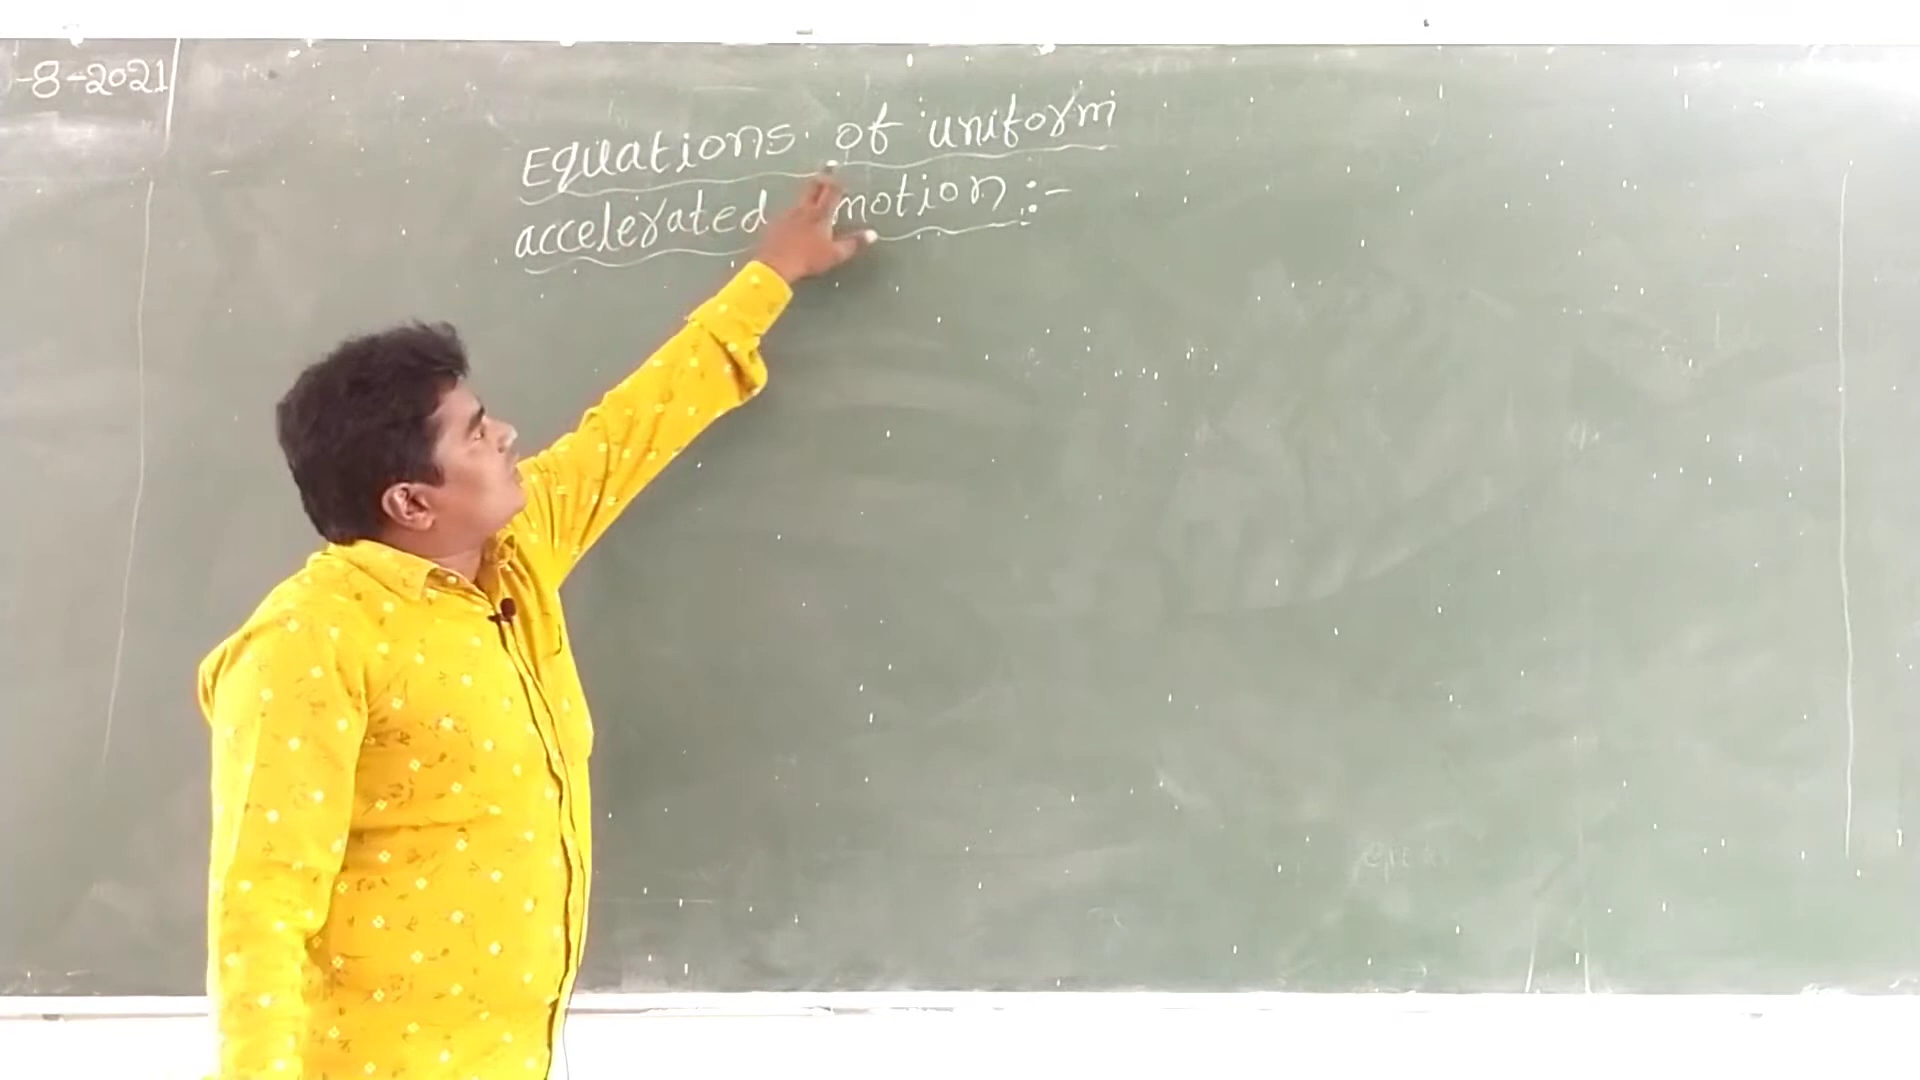 -8-2021
Equations of uniform
accelerated motion:-